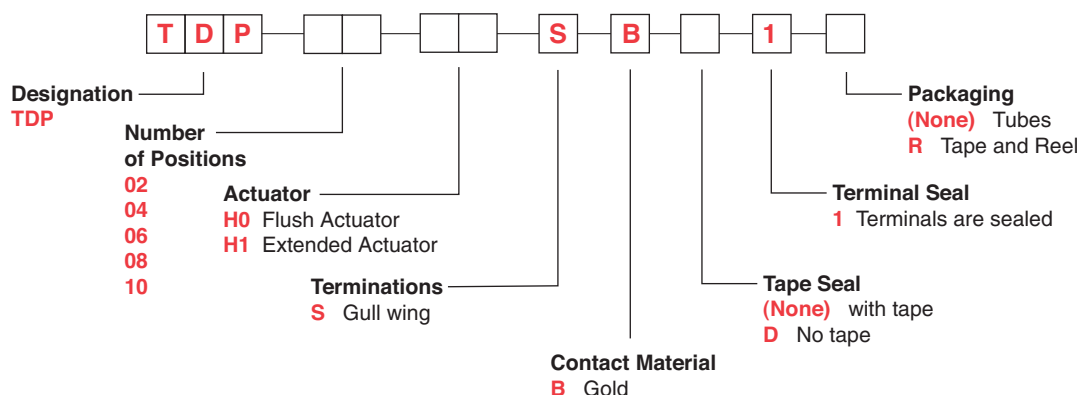 T D P S B 1
Designation
TDP
Number
of Positions
02
04
06
08
10
Actuator
H0 Flush Actuator
H1 Extended Actuator
Terminations
S Gull wing
Contact Material
B Gold
Tape Seal
(None) with tape
D No tape
Terminal Seal
1 Terminals are sealed
Packaging
(None) Tubes
R Tape and Reel